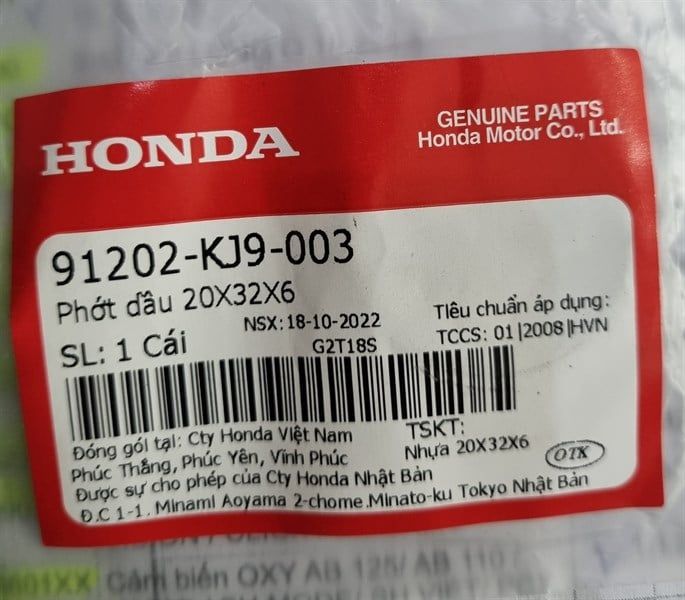 HONDA
GENUINE PARTS
Honda Motor Co., Ltd.
91202-KJ9-003
Phớt dầu 20X32X6
NSX: 18-10-2022
Tiêu chuẩn áp dụng:
SL: 1 Cái
G2T18S
TCCS: 01|2008|HVN
Đóng gói tại: Cty Honda Việt Nam
TSKT:
Phúc Thắng, Phúc Yên, Vĩnh Phúc
Nhựa 20X32X6
OTK
Được sự cho phép của Cty Honda Nhật Bản
Đ.C 1-1. Minami Aoyama 2-chome.Minato-ku Tokyo Nhật Bản
601XX Cảm biến OXY AB 125/ AB 110